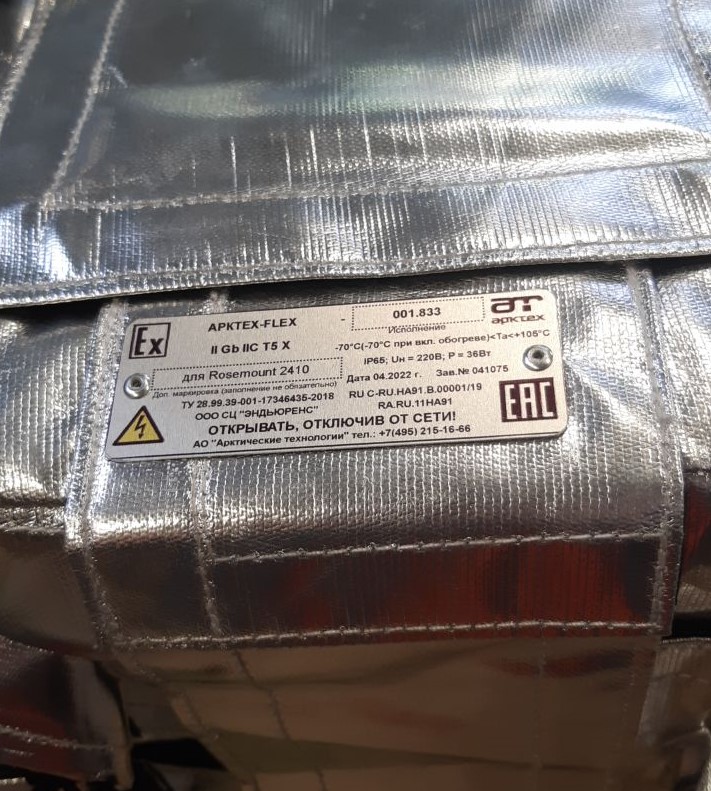 Ex
АРКТЕХ-FLEX - 001.833
Исполнение
арктех
II Gb IIC T5 X
-70°С(-70°С при вкл. обогреве)<Ta<+105°С
IP65; Uн = 220В; P = 36Вт
для Rosemount 2410
Дата 04.2022 г. Зав.№ 041075
Доп. маркировка (заполнение не обязательно)
ТУ 28.99.39-001-17346435-2018
RU C-RU.HA91.B.00001/19
ООО СЦ "ЭНДЬЮРЕНС"
RA.RU.11HA91
EAC
ОТКРЫВАТЬ, ОТКЛЮЧИВ ОТ СЕТИ!
АО "Арктические технологии" тел.: +7(495) 215-16-66